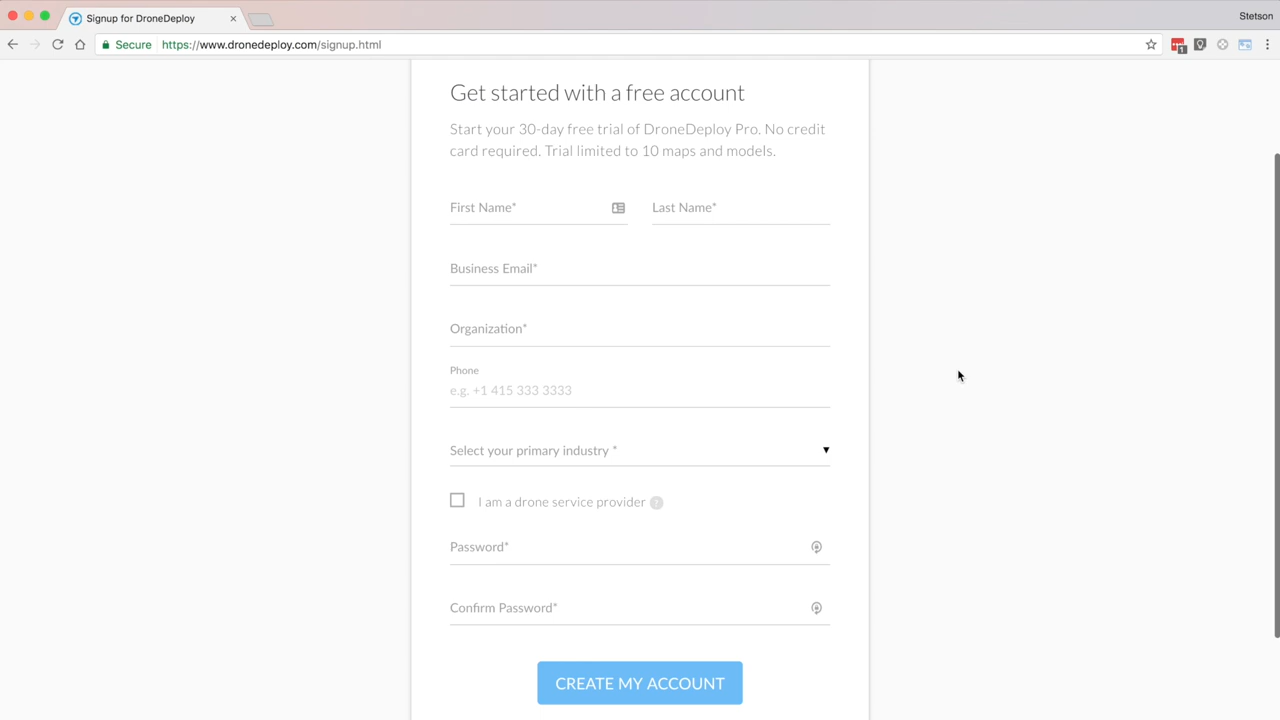 Signup for DroneDeploy
Stetson
Secure https://www.dronedeploy.com/signup.html
1
Get started with a free account
Start your 30-day free trial of DroneDeploy Pro. No credit
card required. Trial limited to 10 maps and models.
First Name* Last Name*
Business Email*
Organization*
Phone
e.g. +1 415 333 3333
Select your primary industry *
I am a drone service provider ?
Password*
Confirm Password*
CREATE MY ACCOUNT